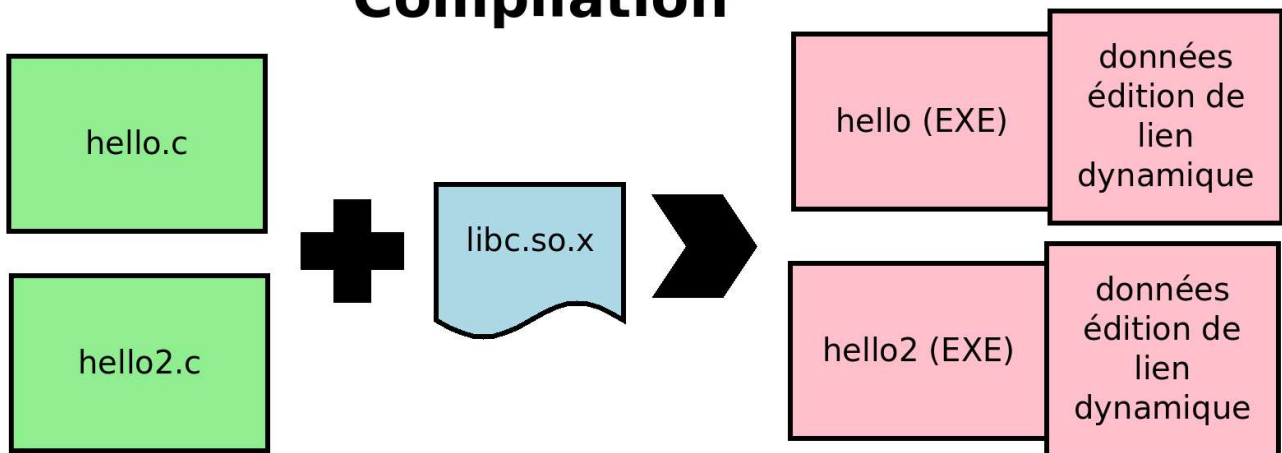 Compilation
hello.c
hello2.c
libc.so.x
hello (EXE)
données
édition de
lien
dynamique
hello2 (EXE)
données
édition de
lien
dynamique